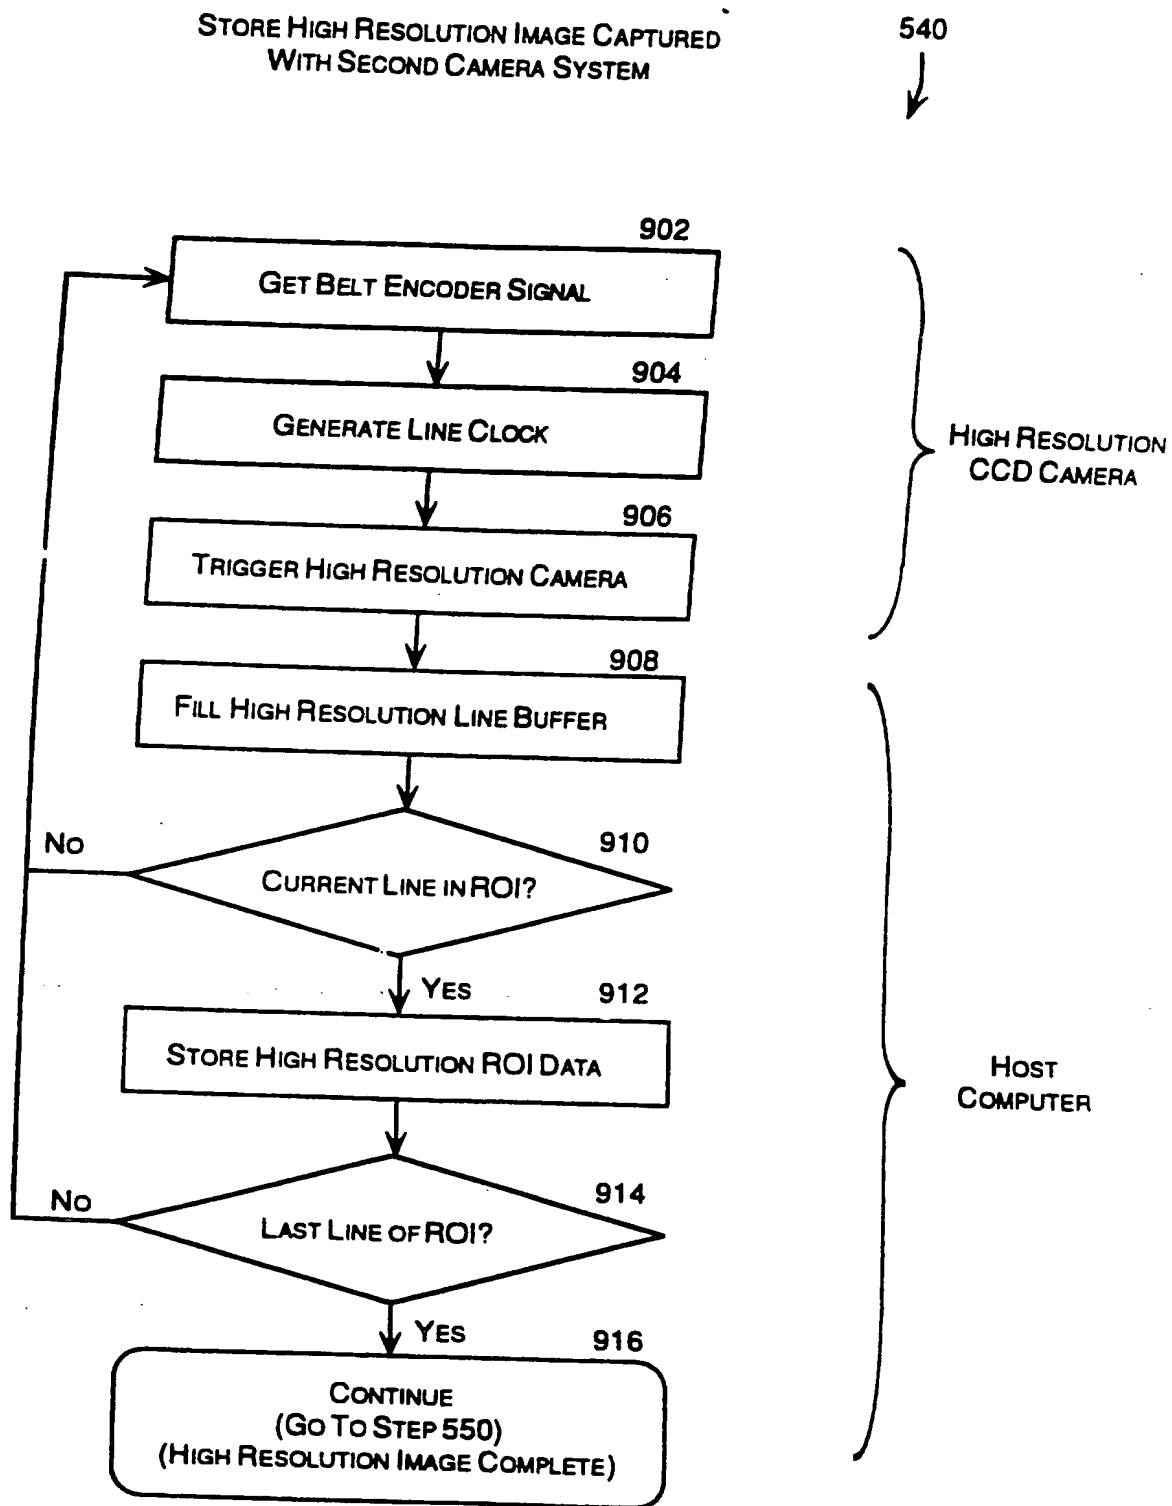 STORE HIGH RESOLUTION IMAGE CAPTURED
WITH SECOND CAMERA SYSTEM
540
902
GET BELT ENCODER SIGNAL
904
GENERATE LINE CLOCK
906
TRIGGER HIGH RESOLUTION CAMERA
HIGH RESOLUTION
CCD CAMERA
908
FILL HIGH RESOLUTION LINE BUFFER
910
NO
CURRENT LINE IN ROI?
YES
912
STORE HIGH RESOLUTION ROI DATA
HOST
COMPUTER
914
NO
LAST LINE OF ROI?
YES
916
CONTINUE
(GO TO STEP 550)
(HIGH RESOLUTION IMAGE COMPLETE)